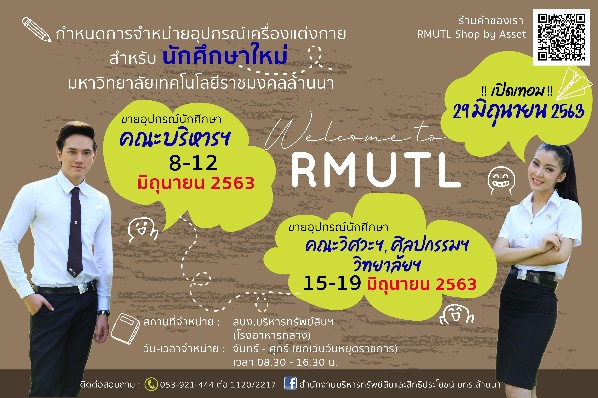 กำหนดการจำหน่ายอุปกรณ์เครื่องแต่งกาย
สำหรับ นักศึกษาใหม่
มหาวิทยาลัยเทคโนโลยีราชมงคลล้านนา
ร้านค้าของเรา
RMUTL Shop by Asset
!! เปิดเทอม !!
29 มิถุนายน 2563
ขายอุปกรณ์นักศึกษา
คณะบริหารฯ
8-12
มิถุนายน 2563
Welcome to
RMUTL
ขายอุปกรณ์นักศึกษา
คณะวิศวะฯ, ศิลปกรรมฯ
วิทยาลัยฯ
15-19 มิถุนายน 2563
สถานที่จำหน่าย : สนง.บริหารทรัพย์สินฯ
(โรงอาหารกลาง)
วัน-เวลาจำหน่าย : จันทร์ - ศุกร์ (ยกเว้นวันหยุดราชการ)
เวลา 08.30 - 16.30 น.
ติดต่อสอบถาม : 053-921-444 ต่อ 1120/2217 สำนักงานบริหารทรัพย์สินและสิทธิประโยชน์ มทร.ล้านนา